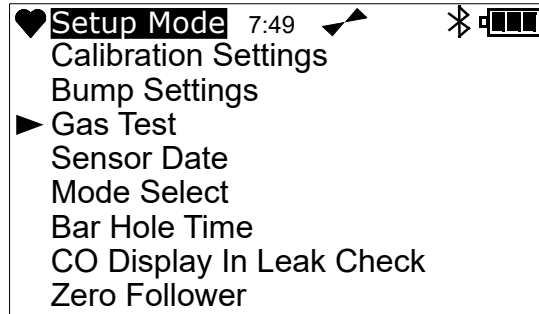 Setup Mode 7:49
Calibration Settings
Bump Settings
Gas Test
Sensor Date
Mode Select
Bar Hole Time
CO Display In Leak Check
Zero Follower